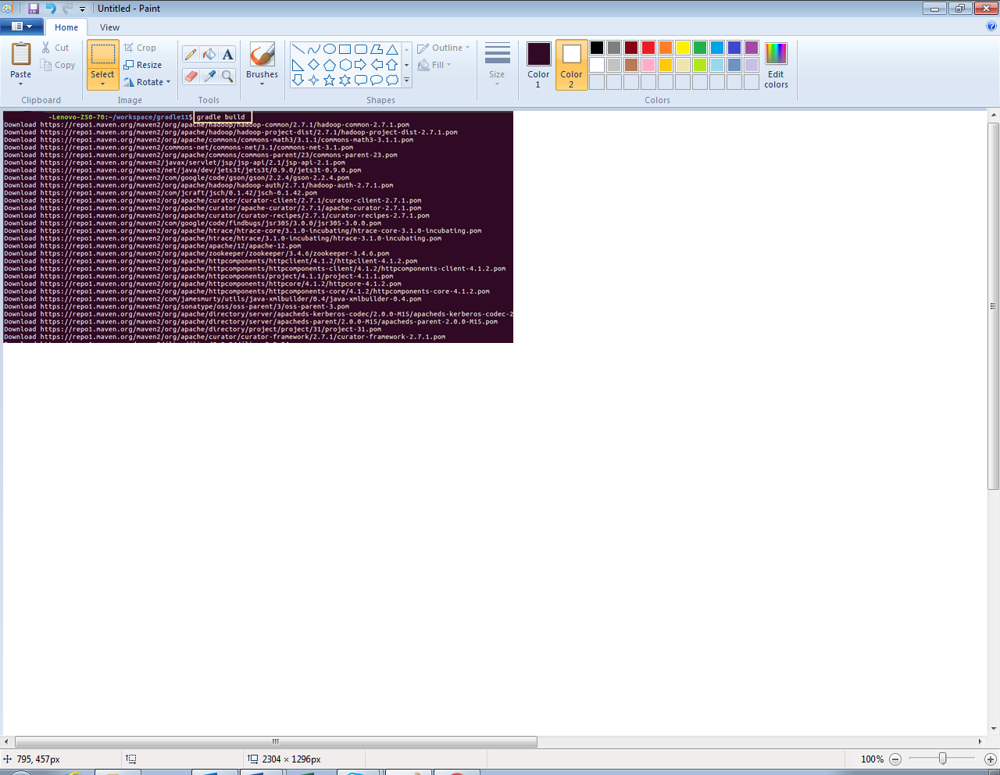 Untitled - Paint
Home View
Paste
Cut
Copy
Clipboard
Select
Crop
Resize
Rotate
Image
Tools
Brushes
Shapes
Outline
Fill
Size
Color 1
Color 2
Edit colors
Colors
-Lenovo-Z50-70:~/workspace/gradle11$ gradle build
Download https://repo1.maven.org/maven2/org/apache/hadoop/hadoop-common/2.7.1/hadoop-common-2.7.1.pom
Download https://repo1.maven.org/maven2/org/apache/hadoop/hadoop-project-dist/2.7.1/hadoop-project-dist-2.7.1.pom
Download https://repo1.maven.org/maven2/org/apache/commons/commons-math3/3.1.1/commons-math3-3.1.1.pom
Download https://repo1.maven.org/maven2/commons-net/commons-net/3.1/commons-net-3.1.pom
Download https://repo1.maven.org/maven2/org/apache/commons/commons-parent/23/commons-parent-23.pom
Download https://repo1.maven.org/maven2/javax/servlet/jsp/jsp-api/2.1/jsp-api-2.1.pom
Download https://repo1.maven.org/maven2/net/java/dev/jets3t/jets3t/0.9.0/jets3t-0.9.0.pom
Download https://repo1.maven.org/maven2/com/google/code/gson/gson/2.2.4/gson-2.2.4.pom
Download https://repo1.maven.org/maven2/org/apache/hadoop/hadoop-auth/2.7.1/hadoop-auth-2.7.1.pom
Download https://repo1.maven.org/maven2/com/jcraft/jsch/0.1.42/jsch-0.1.42.pom
Download https://repo1.maven.org/maven2/org/apache/curator/curator-client/2.7.1/curator-client-2.7.1.pom
Download https://repo1.maven.org/maven2/org/apache/curator/apache-curator/2.7.1/apache-curator-2.7.1.pom
Download https://repo1.maven.org/maven2/org/apache/curator/curator-recipes/2.7.1/curator-recipes-2.7.1.pom
Download https://repo1.maven.org/maven2/com/google/code/findbugs/jsr305/3.0.0/jsr305-3.0.0.pom
Download https://repo1.maven.org/maven2/org/apache/htrace/htrace-core/3.1.0-incubating/htrace-core-3.1.0-incubating.pom
Download https://repo1.maven.org/maven2/org/apache/htrace/htrace/3.1.0-incubating/htrace-3.1.0-incubating.pom
Download https://repo1.maven.org/maven2/org/apache/apache/12/apache-12.pom
Download https://repo1.maven.org/maven2/org/apache/zookeeper/zookeeper/3.4.6/zookeeper-3.4.6.pom
Download https://repo1.maven.org/maven2/org/apache/httpcomponents/httpclient/4.1.2/httpclient-4.1.2.pom
Download https://repo1.maven.org/maven2/org/apache/httpcomponents/httpcomponents-client/4.1.2/httpcomponents-client-4.1.2.pom
Download https://repo1.maven.org/maven2/org/apache/httpcomponents/project/4.1.1/project-4.1.1.pom
Download https://repo1.maven.org/maven2/org/apache/httpcomponents/httpcore/4.1.2/httpcore-4.1.2.pom
Download https://repo1.maven.org/maven2/org/apache/httpcomponents/httpcomponents-core/4.1.2/httpcomponents-core-4.1.2.pom
Download https://repo1.maven.org/maven2/com/jamesmurty/utils/java-xmlbuilder/0.4/java-xmlbuilder-0.4.pom
Download https://repo1.maven.org/maven2/org/sonatype/oss/oss-parent/3/oss-parent-3.pom
Download https://repo1.maven.org/maven2/org/apache/directory/server/apacheds-kerberos-codec/2.0.0-M15/apacheds-kerberos-codec-2
Download https://repo1.maven.org/maven2/org/apache/directory/server/apacheds-parent/2.0.0-M15/apacheds-parent-2.0.0-M15.pom
Download https://repo1.maven.org/maven2/org/apache/directory/project/project/31/project-31.pom
Download https://repo1.maven.org/maven2/org/apache/curator/curator-framework/2.7.1/curator-framework-2.7.1.pom
795, 457px
2304 × 1296px
100%